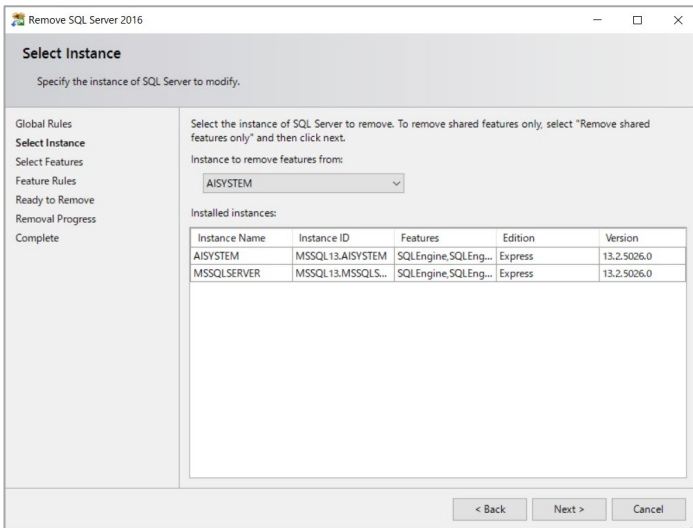 Remove SQL Server 2016
Select Instance
Specify the instance of SQL Server to modify.
Global Rules
Select Instance
Select Features
Feature Rules
Ready to Remove
Removal Progress
Complete
Select the instance of SQL Server to remove. To remove shared features only, select "Remove shared
features only" and then click next.
Instance to remove features from:
AISYSTEM
Installed instances:
Instance Name Instance ID Features Edition Version
AISYSTEM MSSQL13.AISYSTEM SQLEngine,SQLEng... Express 13.2.5026.0
MSSQLSERVER MSSQL13.MSSQLS... SQLEngine,SQLEng... Express 13.2.5026.0
< Back Next > Cancel